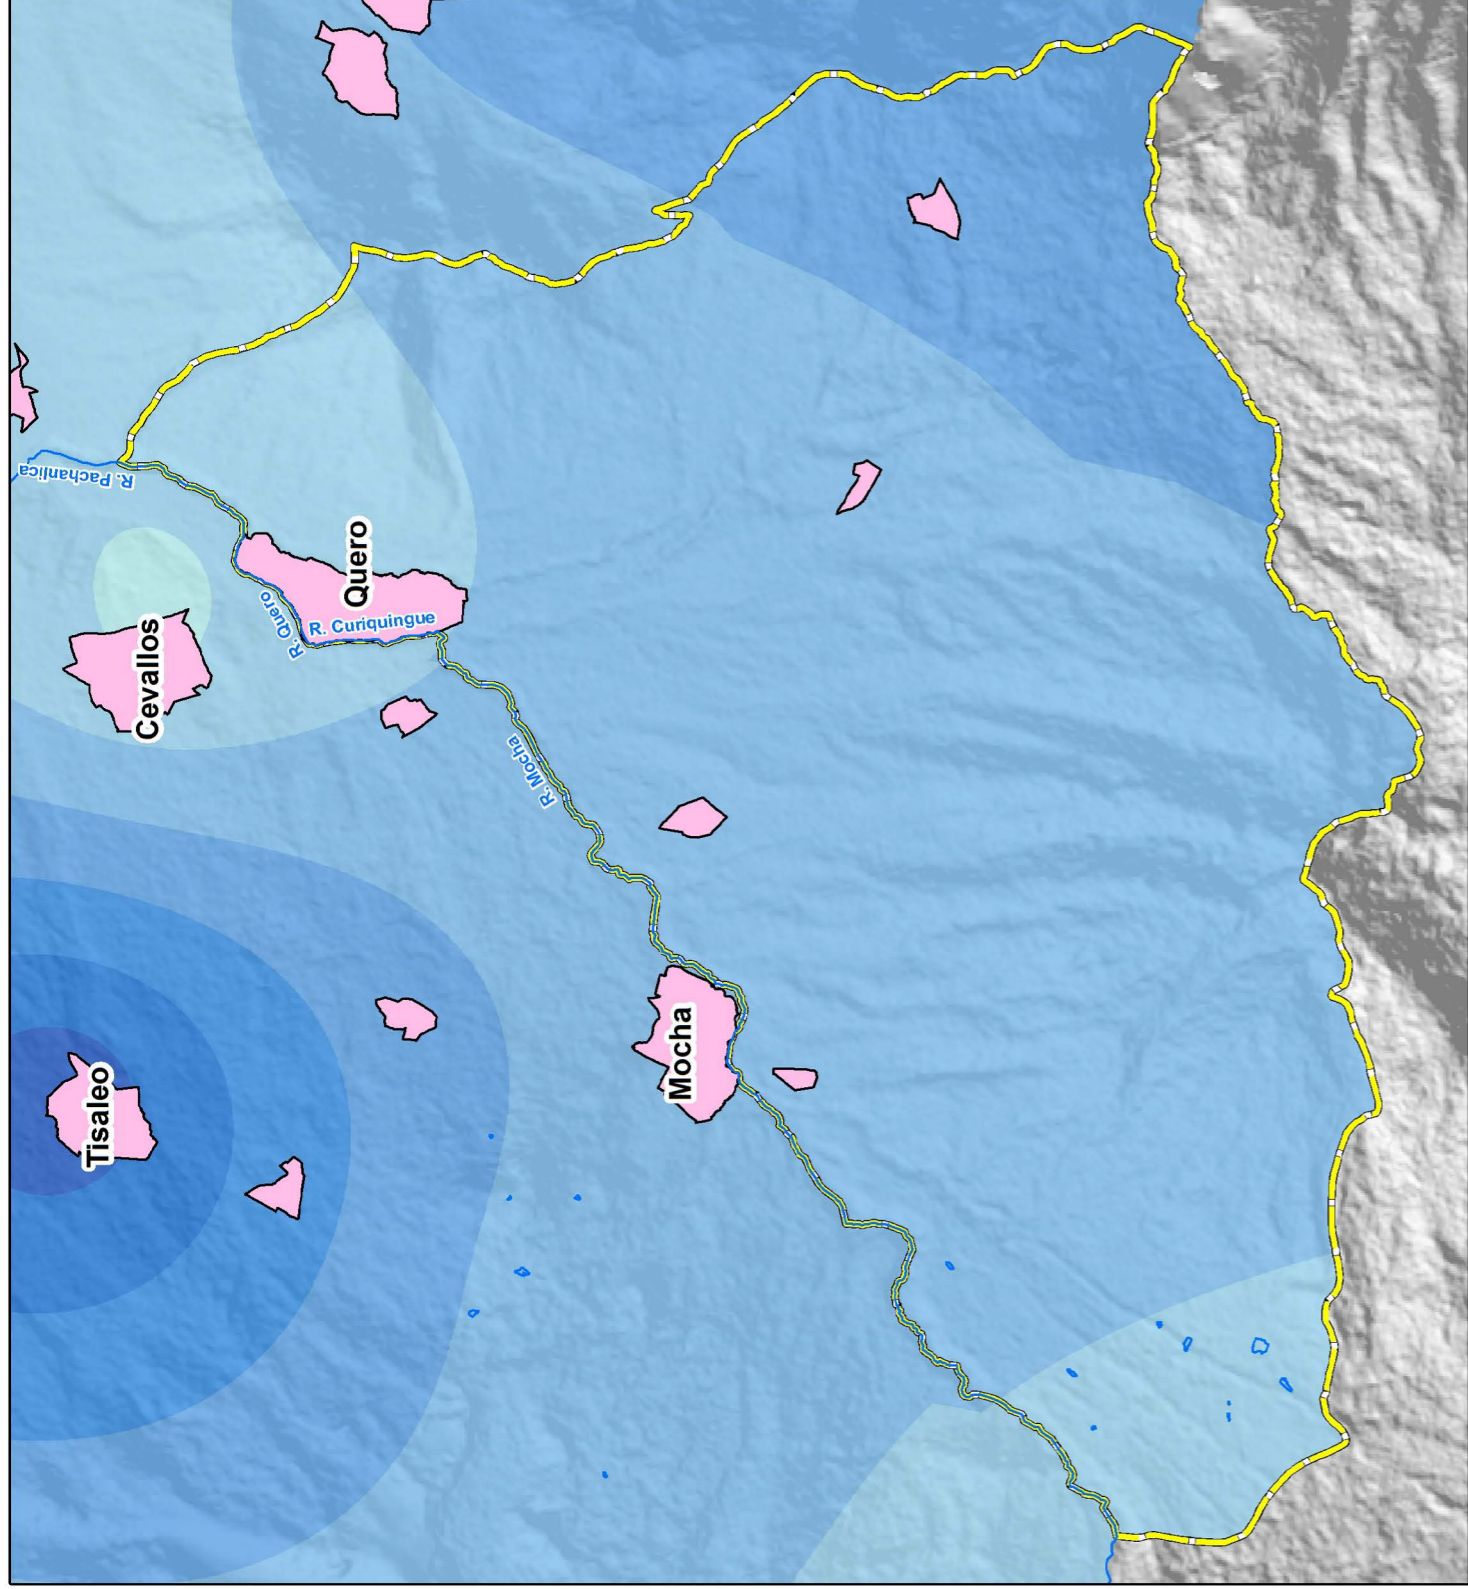 R. Pachanlica
Quero
R. Quero
R. Curiquingue
Cevallos
R. Mocha
Mocha
Tisaleo